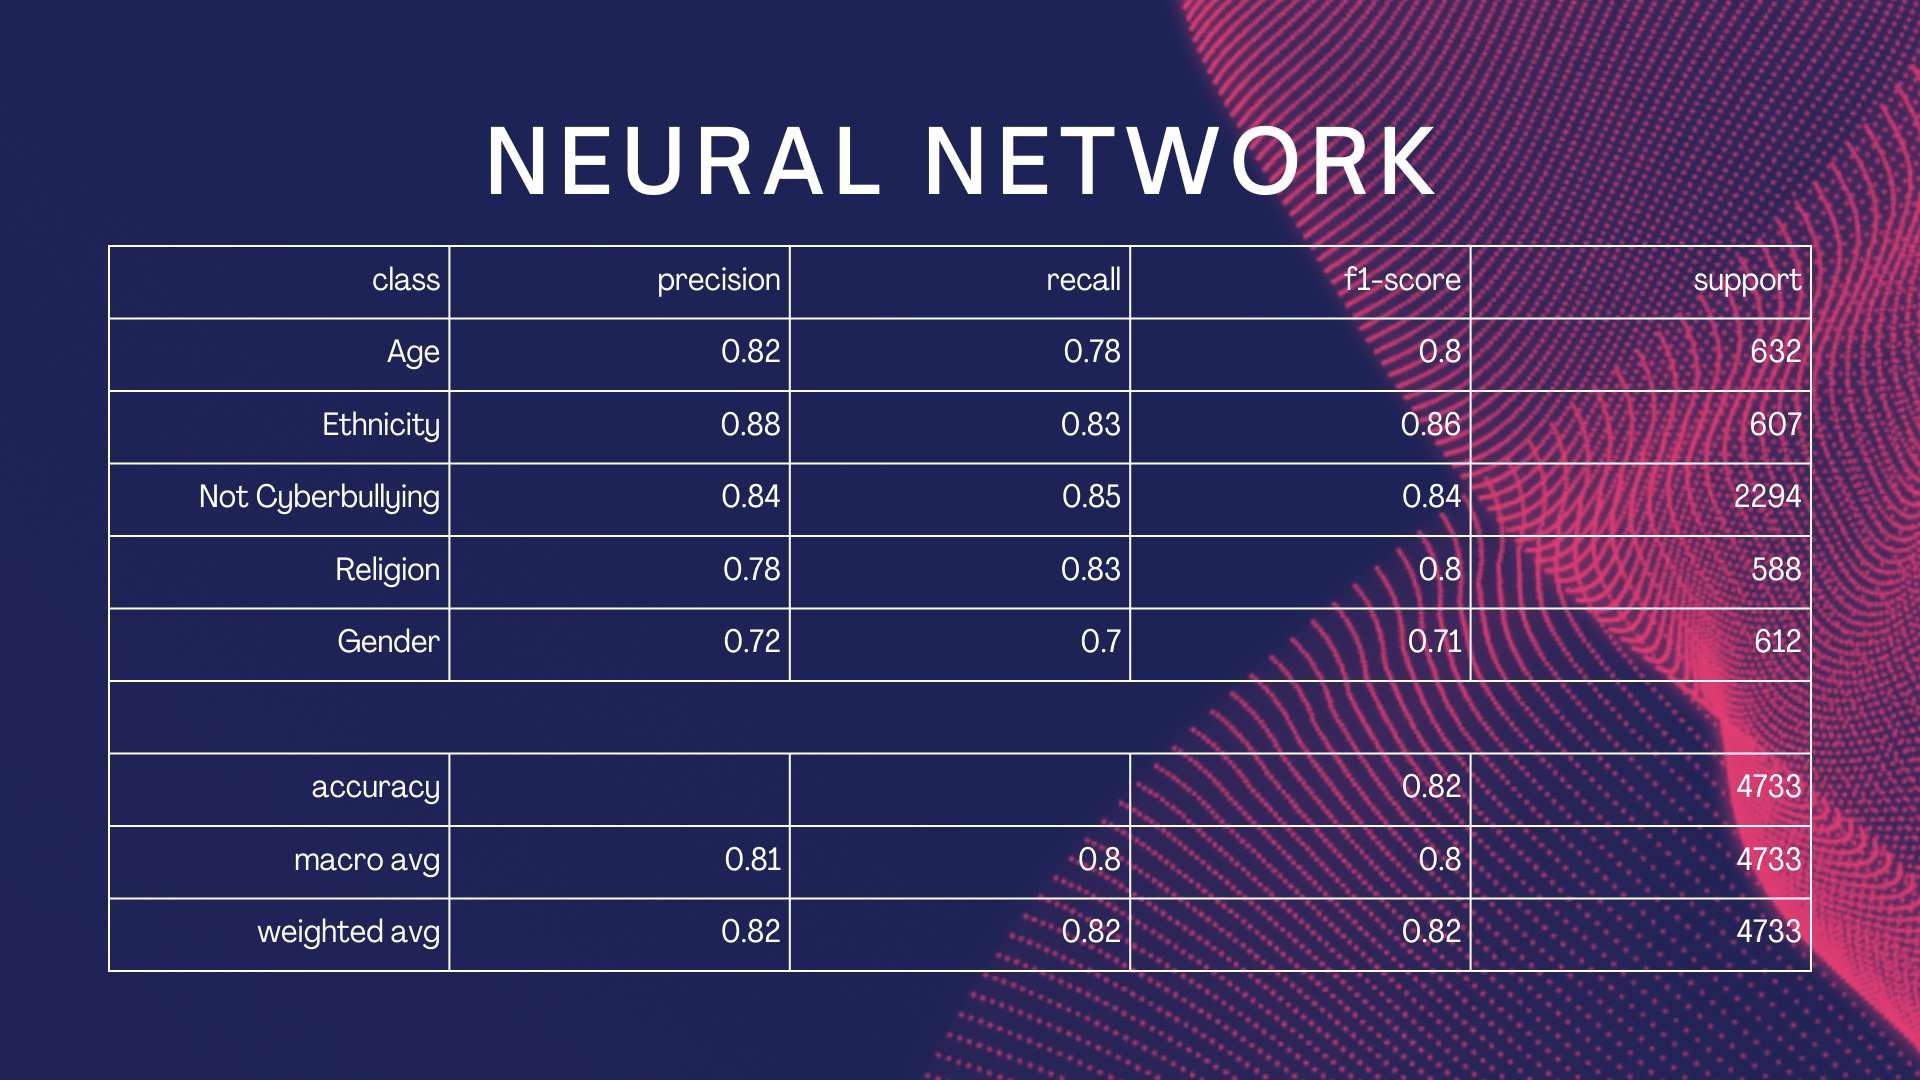 NEURAL NETWORK
class precision recall f1-score support
Age 0.82 0.78 0.8 632
Ethnicity 0.88 0.83 0.86 607
Not Cyberbullying 0.84 0.85 0.84 2294
Religion 0.78 0.83 0.8 588
Gender 0.72 0.7 0.71 612
accuracy 0.82 4733
macro avg 0.81 0.8 0.8 4733
weighted avg 0.82 0.82 0.82 4733